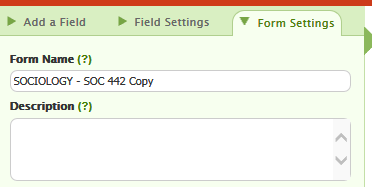 Add a Field Field Settings Form Settings
Form Name (?)
SOCIOLOGY - SOC 442 Copy
Description (?)